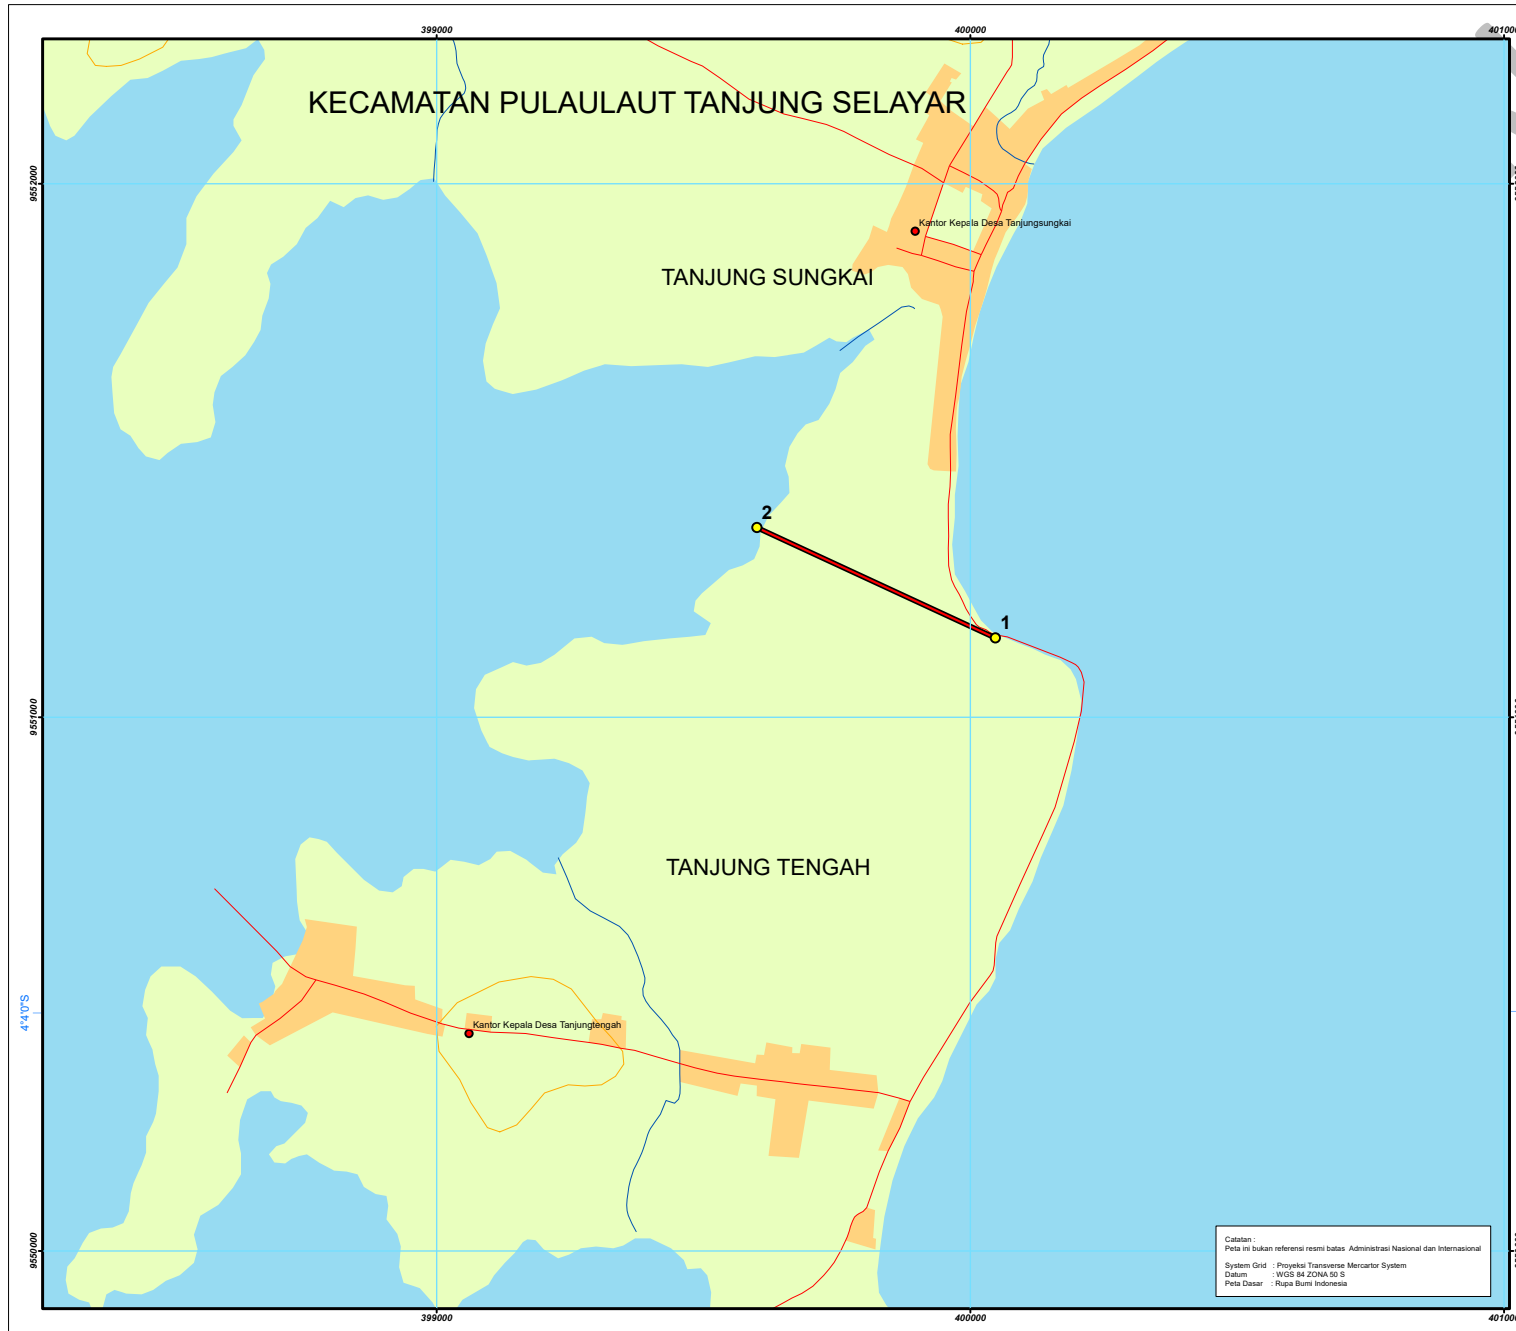 399000
400000
401000
KECAMATAN PULAULAUT TANJUNG SELAYAR
9552000
Kantor Kepala Desa Tanjungsungkai
TANJUNG SUNGKAI
2
1
9551000
TANJUNG TENGAH
4°4'0"S
Kantor Kepala Desa Tanjungtengah
9550000
Catatan :
Peta ini bukan referensi resmi batas Administrasi Nasional dan Internasional
System Grid : Proyeksi Transverse Mercartor System
Datum : WGS 84 ZONA 50 S
Peta Dasar : Rupa Bumi Indonesia
399000
400000